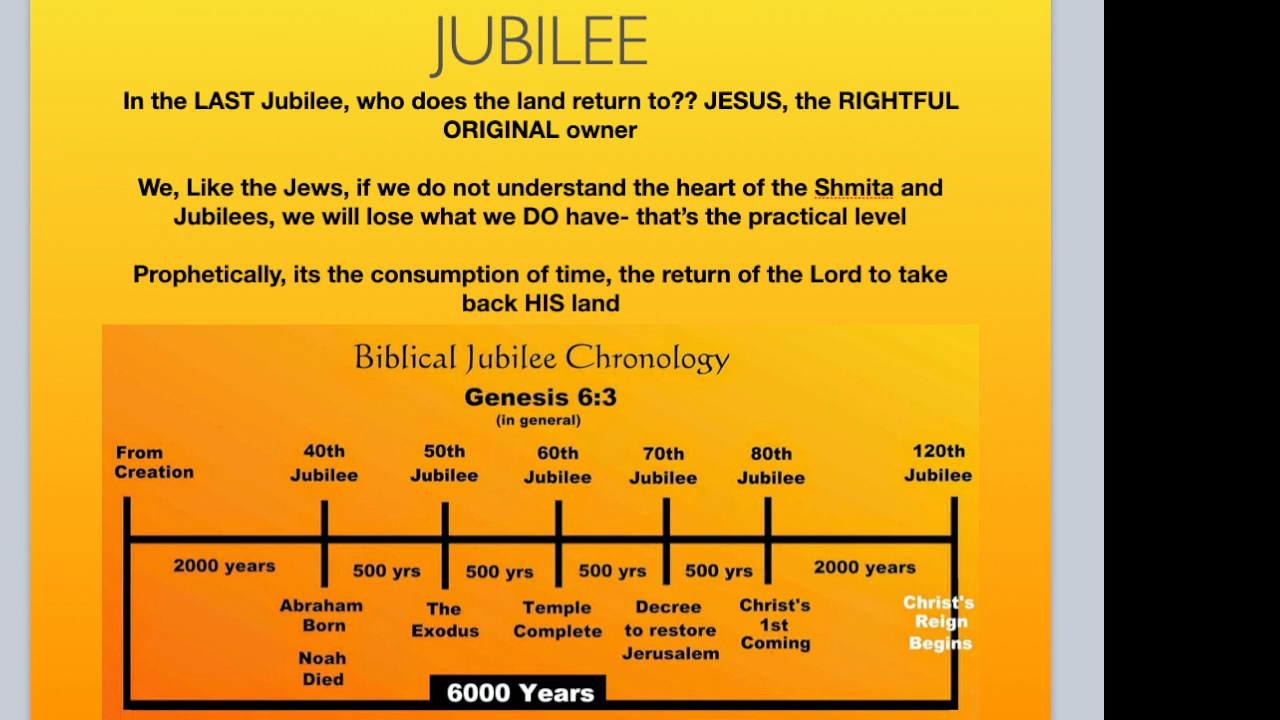 JUBILEE
In the LAST Jubilee, who does the land return to?? JESUS, the RIGHTFUL
ORIGINAL owner
We, Like the Jews, if we do not understand the heart of the Shmita and
Jubilees, we will lose what we DO have- that's the practical level
Prophetically, its the consumption of time, the return of the Lord to take
back HIS land
Biblical Jubilee Chronology
Genesis 6:3
(in general)
From
Creation
40th
Jubilee
50th
Jubilee
60th
Jubilee
70th
Jubilee
80th
Jubilee
120th
Jubilee
2000 years
500 yrs
500 yrs
500 yrs
500 yrs
2000 years
Abraham
Born
Noah
Died
The
Exodus
Temple
Complete
Decree
to restore
Jerusalem
Christ's
1st
Coming
Christ's
Reign
Begins
6000 Years